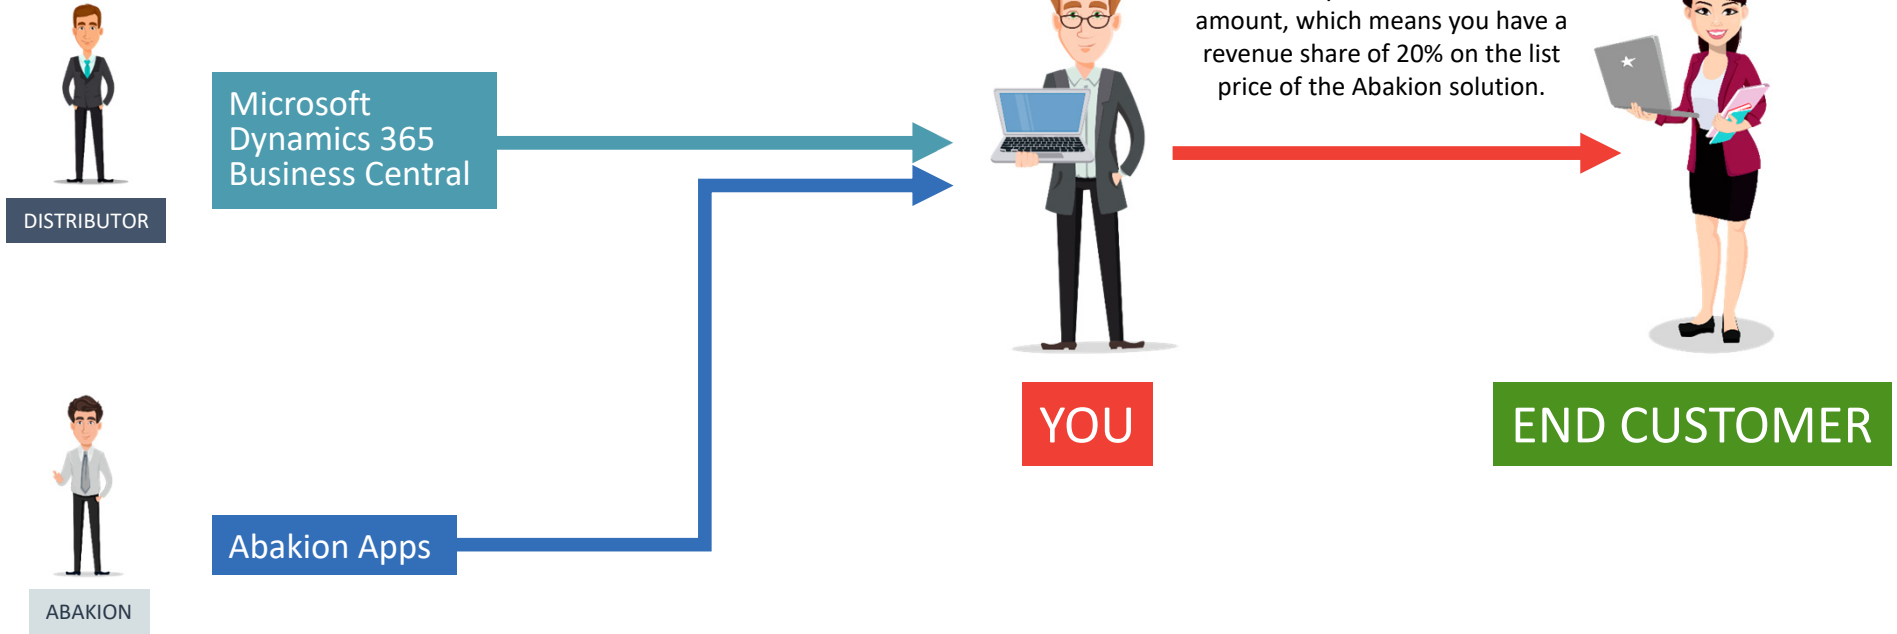 amount, which means you have a
revenue share of 20% on the list
price of the Abakion solution.
Microsoft
Dynamics 365
Business Central
DISTRIBUTOR
YOU
END CUSTOMER
Abakion Apps
ABAKION